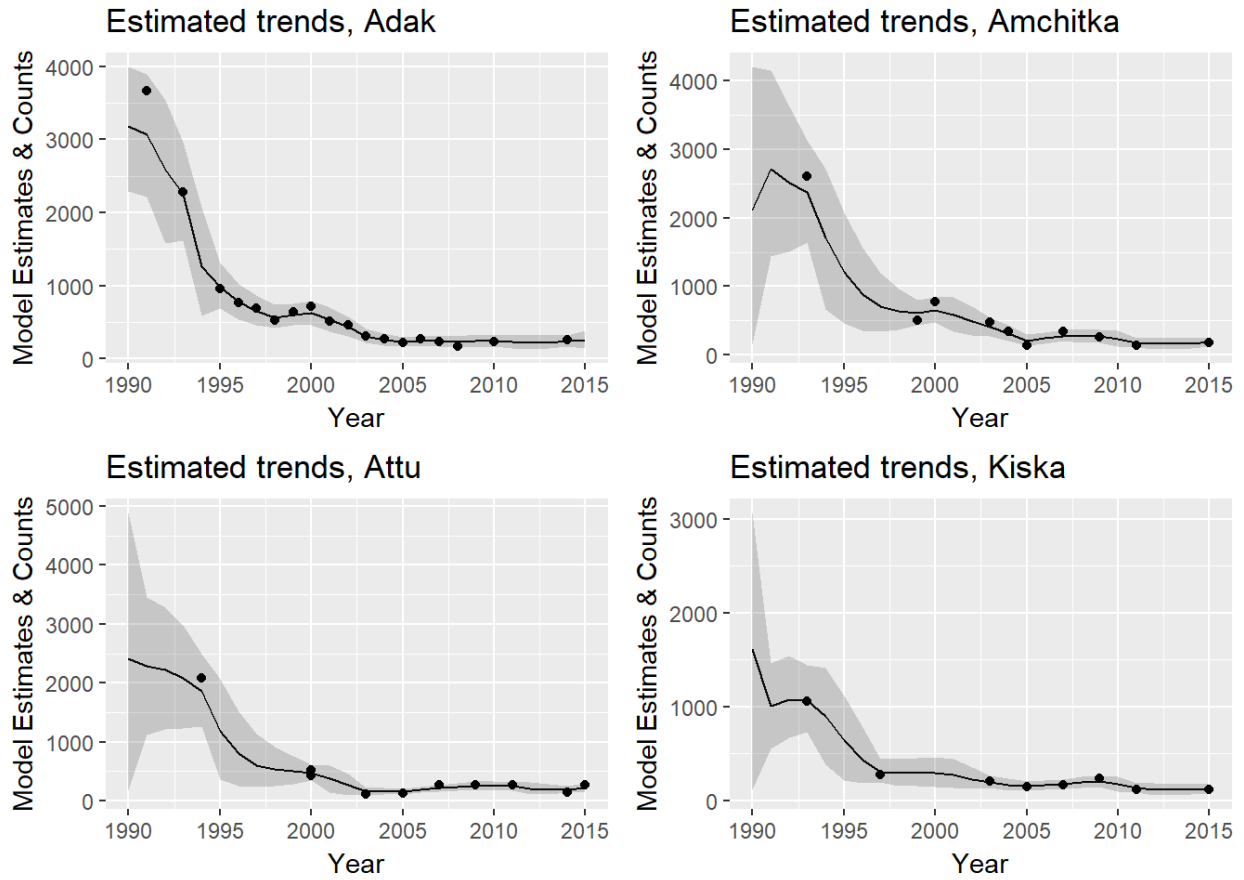 Estimated trends, Adak
Model Estimates & Counts
4000
3000
2000
1000
0
1990 1995 2000 2005 2010 2015
Year
Estimated trends, Amchitka
Model Estimates & Counts
4000
3000
2000
1000
0
1990 1995 2000 2005 2010 2015
Year
Estimated trends, Attu
Model Estimates & Counts
5000
4000
3000
2000
1000
0
1990 1995 2000 2005 2010 2015
Year
Estimated trends, Kiska
Model Estimates & Counts
3000
2000
1000
0
1990 1995 2000 2005 2010 2015
Year